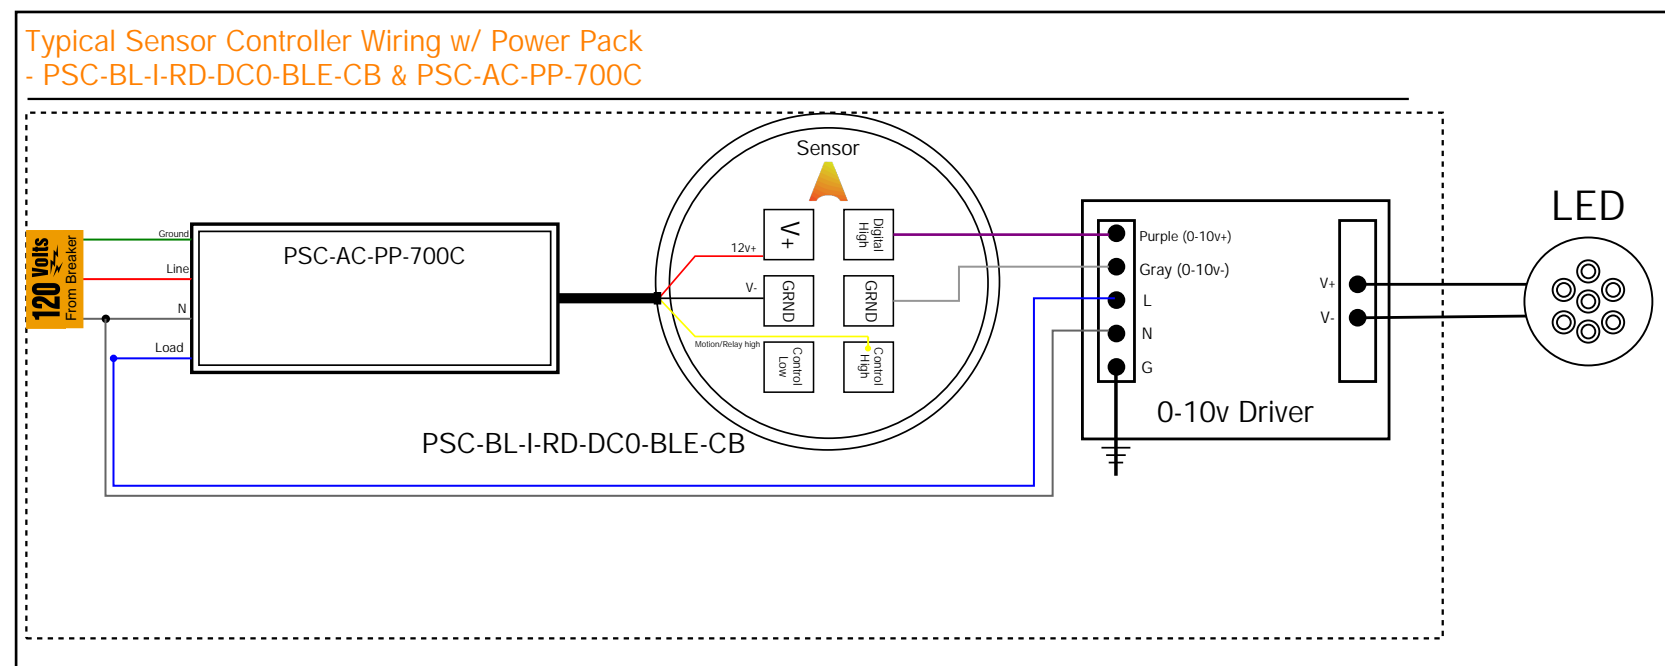 Typical Sensor Controller Wiring w/ Power Pack
- PSC-BL-I-RD-DC0-BLE-CB & PSC-AC-PP-700C
120 Volts
From Breaker
Ground
Line
N
Load
PSC-AC-PP-700C
PSC-BL-I-RD-DC0-BLE-CB
Sensor
12v+
V-
Motion/Relay high
V+
GRND
Control
Low
Digital
High
GRND
Control
High
Purple (0-10v+)
Gray (0-10v-)
L
N
G
V+
V-
0-10v Driver
LED